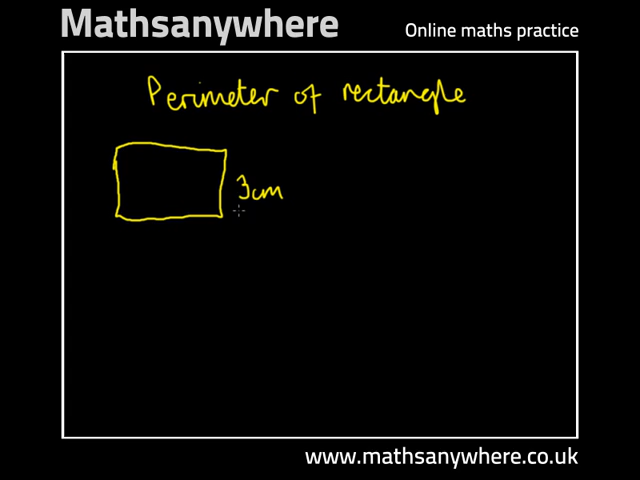 Mathsanywhere
Online maths practice
Perimeter of rectangle
3cm
www.mathsanywhere.co.uk